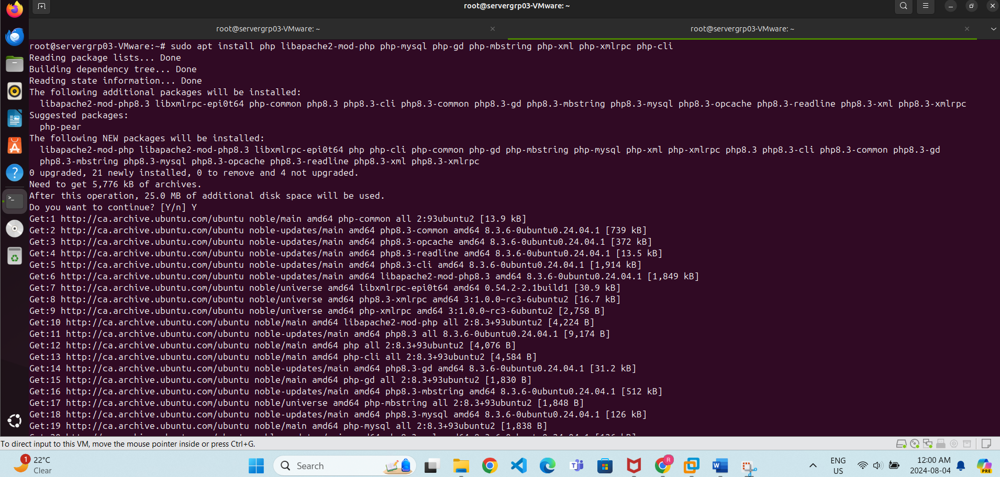 root@servergrp03-VMware: ~
root@servergrp03-VMware: ~
root@servergrp03-VMware: ~
root@servergrp03-VMware:~# sudo apt install php libapache2-mod-php php-mysql php-gd php-mbstring php-xml php-xmlrpc php-cli
Reading package lists... Done
Building dependency tree... Done
Reading state information... Done
The following additional packages will be installed:
libapache2-mod-php8.3 libxmlrpc-epi0t64 php-common php8.3 php8.3-cli php8.3-common php8.3-gd php8.3-mbstring php8.3-mysql php8.3-opcache php8.3-readline php8.3-xml php8.3-xmlrpc
Suggested packages:
php-pear
The following NEW packages will be installed:
libapache2-mod-php libapache2-mod-php8.3 libxmlrpc-epi0t64 php php-cli php-common php-gd php-mbstring php-mysql php-xml php-xmlrpc php8.3 php8.3-cli php8.3-common php8.3-gd
php8.3-mbstring php8.3-mysql php8.3-opcache php8.3-readline php8.3-xml php8.3-xmlrpc
0 upgraded, 21 newly installed, 0 to remove and 4 not upgraded.
Need to get 5,776 kB of archives.
After this operation, 25.0 MB of additional disk space will be used.
Do you want to continue? [Y/n] Y
Get:1 http://ca.archive.ubuntu.com/ubuntu noble/main amd64 php-common all 2:93ubuntu2 [13.9 kB]
Get:2 http://ca.archive.ubuntu.com/ubuntu noble-updates/main amd64 php8.3-common amd64 8.3.6-0ubuntu0.24.04.1 [739 kB]
Get:3 http://ca.archive.ubuntu.com/ubuntu noble-updates/main amd64 php8.3-opcache amd64 8.3.6-0ubuntu0.24.04.1 [372 kB]
Get:4 http://ca.archive.ubuntu.com/ubuntu noble-updates/main amd64 php8.3-readline amd64 8.3.6-0ubuntu0.24.04.1 [13.5 kB]
Get:5 http://ca.archive.ubuntu.com/ubuntu noble-updates/main amd64 php8.3-cli amd64 8.3.6-0ubuntu0.24.04.1 [1,914 kB]
Get:6 http://ca.archive.ubuntu.com/ubuntu noble-updates/main amd64 libapache2-mod-php8.3 amd64 8.3.6-0ubuntu0.24.04.1 [1,849 kB]
Get:7 http://ca.archive.ubuntu.com/ubuntu noble/universe amd64 libxmlrpc-epi0t64 amd64 0.54.2-2.1build1 [30.9 kB]
Get:8 http://ca.archive.ubuntu.com/ubuntu noble/universe amd64 php8.3-xmlrpc amd64 3:1.0.0~rc3-6ubuntu2 [16.7 kB]
Get:9 http://ca.archive.ubuntu.com/ubuntu noble/universe amd64 php-xmlrpc amd64 3:1.0.0~rc3-6ubuntu2 [2,758 B]
Get:10 http://ca.archive.ubuntu.com/ubuntu noble/main amd64 libapache2-mod-php all 2:8.3+93ubuntu2 [4,224 B]
Get:11 http://ca.archive.ubuntu.com/ubuntu noble-updates/main amd64 php8.3 all 8.3.6-0ubuntu0.24.04.1 [9,174 B]
Get:12 http://ca.archive.ubuntu.com/ubuntu noble/main amd64 php all 2:8.3+93ubuntu2 [4,076 B]
Get:13 http://ca.archive.ubuntu.com/ubuntu noble/main amd64 php-cli all 2:8.3+93ubuntu2 [4,584 B]
Get:14 http://ca.archive.ubuntu.com/ubuntu noble-updates/main amd64 php8.3-gd amd64 8.3.6-0ubuntu0.24.04.1 [31.2 kB]
Get:15 http://ca.archive.ubuntu.com/ubuntu noble/main amd64 php-gd all 2:8.3+93ubuntu2 [1,830 B]
Get:16 http://ca.archive.ubuntu.com/ubuntu noble-updates/main amd64 php8.3-mbstring amd64 8.3.6-0ubuntu0.24.04.1 [512 kB]
Get:17 http://ca.archive.ubuntu.com/ubuntu noble/universe amd64 php-mbstring all 2:8.3+93ubuntu2 [1,848 B]
Get:18 http://ca.archive.ubuntu.com/ubuntu noble-updates/main amd64 php8.3-mysql amd64 8.3.6-0ubuntu0.24.04.1 [126 kB]
Get:19 http://ca.archive.ubuntu.com/ubuntu noble/main amd64 php-mysql all 2:8.3+93ubuntu2 [1,838 B]
To direct input to this VM, move the mouse pointer inside or press Ctrl+G.
1
22°C
Clear
Search
R
ENG
US
12:00 AM
2024-08-04
PRE